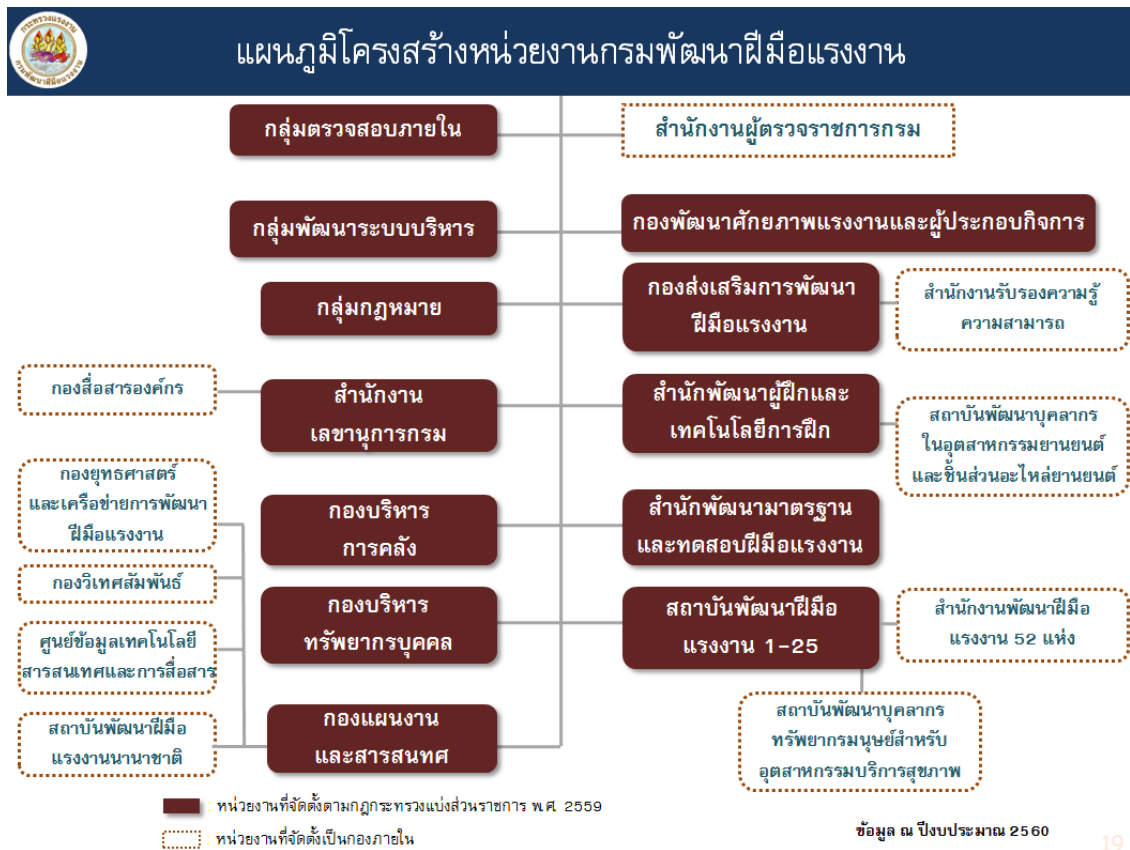 กระทรวงแรงงาน
กรมพัฒนาฝีมือแรงงาน
แผนภูมิโครงสร้างหน่วยงานกรมพัฒนาฝีมือแรงงาน
กลุ่มตรวจสอบภายใน
สำนักงานผู้ตรวจราชการกรม
กลุ่มพัฒนาระบบบริหาร
กองพัฒนาศักยภาพแรงงานและผู้ประกอบกิจการ
กลุ่มกฎหมาย
กองส่งเสริมการพัฒนา
ฝีมือแรงงาน
สำนักงานรับรองความรู้
ความสามารถ
กองสื่อสารองค์กร
สำนักงาน
เลขานุการกรม
สำนักพัฒนาผู้ฝึกและ
เทคโนโลยีการฝึก
สถาบันพัฒนาบุคลากร
ในอุตสาหกรรมยานยนต์
และชิ้นส่วนอะไหล่ยานยนต์
กองยุทธศาสตร์
และเครือข่ายการพัฒนา
ฝีมือแรงงาน
กองบริหาร
การคลัง
สำนักพัฒนามาตรฐาน
และทดสอบฝีมือแรงงาน
กองวิเทศสัมพันธ์
กองบริหาร
ทรัพยากรบุคคล
สถาบันพัฒนาฝีมือ
แรงงาน 1-25
สำนักงานพัฒนาฝีมือ
แรงงาน 52 แห่ง
ศูนย์ข้อมูลเทคโนโลยี
สารสนเทศและการสื่อสาร
สถาบันพัฒนาฝีมือ
แรงงานนานาชาติ
กองแผนงาน
และสารสนทศ
สถาบันพัฒนาบุคลากร
ทรัพยากรมนุษย์สำหรับ
อุตสาหกรรมบริการสุขภาพ
: หน่วยงานที่จัดตั้งตามกฎกระทรวงแบ่งส่วนราชการ พ.ศ. 2559
: หน่วยงานที่จัดตั้งเป็นกองภายใน
ข้อมูล ณ ปีงบประมาณ 2560
19